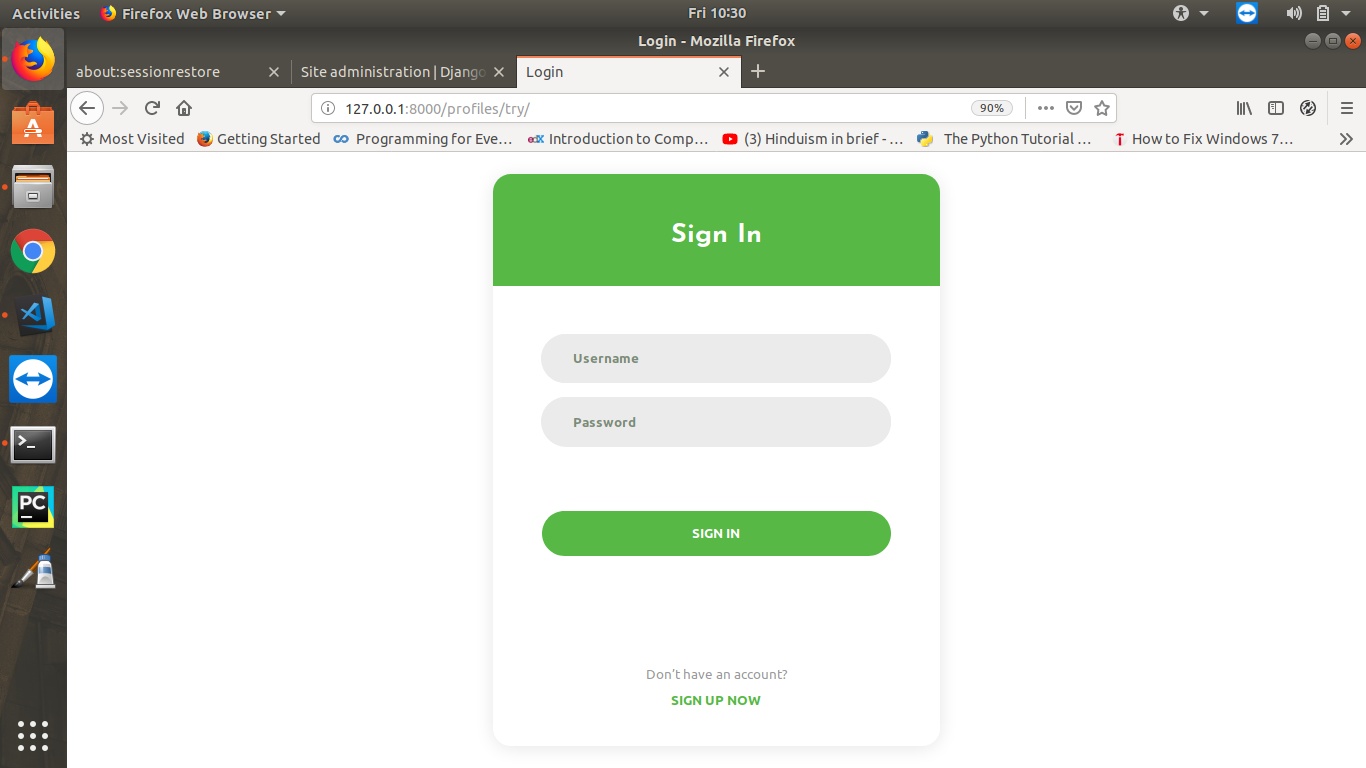 Activities Firefox Web Browser Fri 10:30
Login - Mozilla Firefox
about:sessionrestore Site administration | Django Login
127.0.0.1:8000/profiles/try/ 90%
Most Visited Getting Started Programming for Eve… Introduction to Comp… (3) Hinduism in brief - … The Python Tutorial … How to Fix Windows 7…
Sign In
Username
Password
SIGN IN
Don't have an account?
SIGN UP NOW
PC